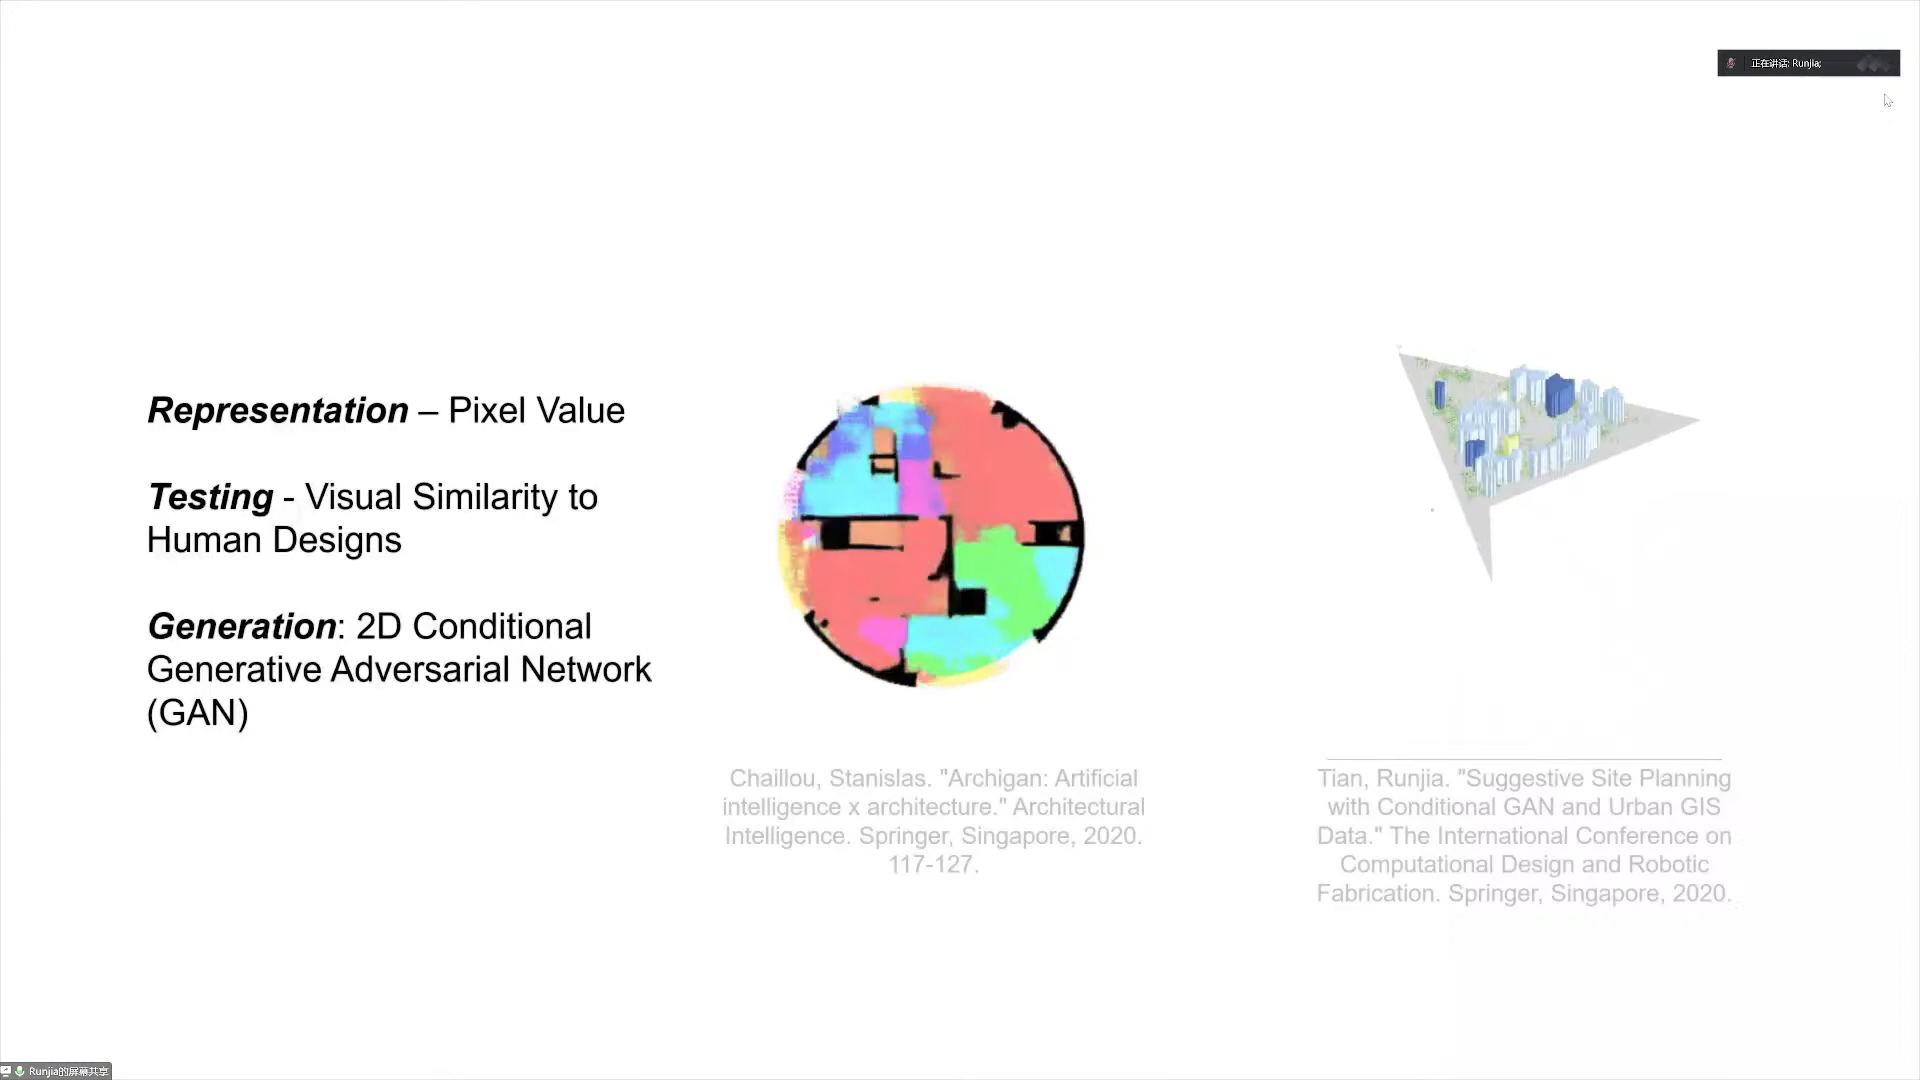 正在讲话: Runjia;
Representation – Pixel Value
Testing - Visual Similarity to
Human Designs
Generation: 2D Conditional
Generative Adversarial Network
(GAN)
Chaillou, Stanislas. "Archigan: Artificial
intelligence x architecture." Architectural
Intelligence. Springer, Singapore, 2020.
117-127.
Tian, Runjia. "Suggestive Site Planning
with Conditional GAN and Urban GIS
Data." The International Conference on
Computational Design and Robotic
Fabrication. Springer, Singapore, 2020.
Runjia的屏幕共享